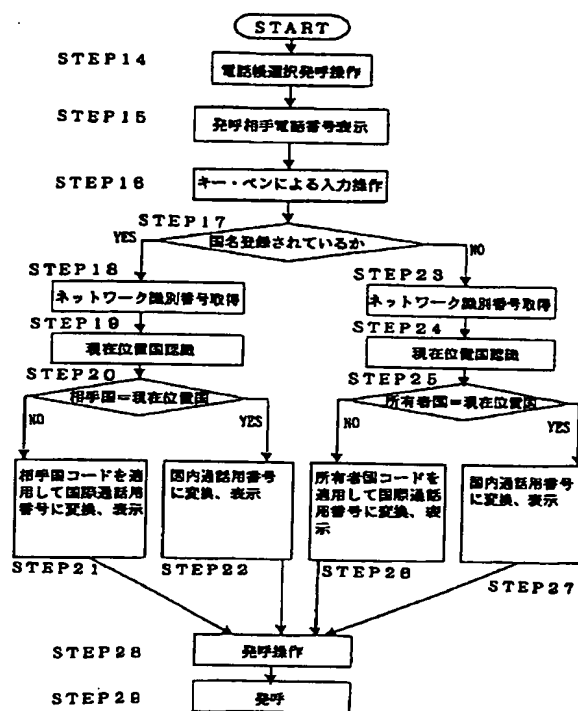 START
STEP14
電話帳選択発呼操作
STEP15
発呼相手電話番号表示
STEP16
キー・ペンによる入力操作
STEP17
YES
国名登録されているか
NO
STEP18
ネットワーク識別番号取得
STEP19
現在位置国認識
STEP20
相手国=現在位置国
NO
YES
相手国コードを適
用して国際通話用
番号に変換、表示
STEP21
国内通話用番号
に変換、表示
STEP22
STEP23
ネットワーク識別番号取得
STEP24
現在位置国認識
STEP25
所有者国=現在位置国
NO
YES
所有者国コードを
適用して国際通話
用番号に変換、表
示
STEP26
国内通話用番号
に変換、表示
STEP27
STEP28
発呼操作
STEP29
発呼